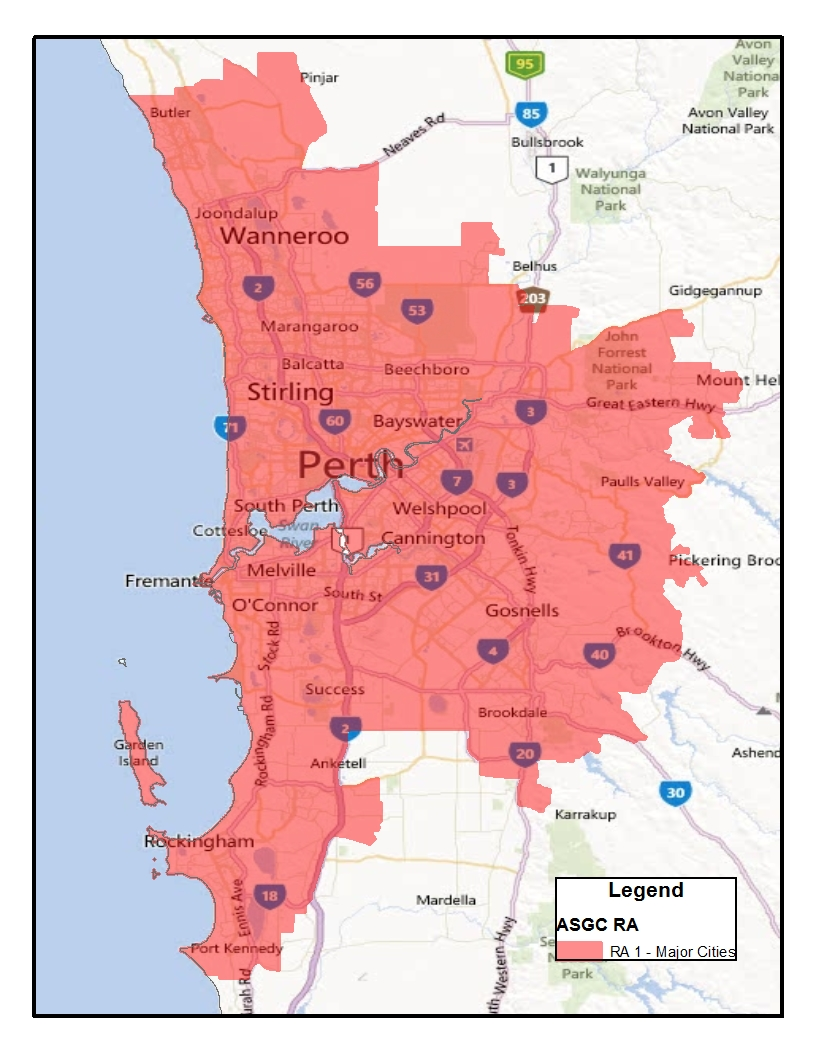 Avon
Valley
Nationa
Park
95
Pinjar
Butler
85
Avon Valley
National Park
Neaves Rd
Bullsbrook
1
Walyunga
National
Park
Joondalup
Wanneroo
Belhus
2
56
53
203
Gidgegannup
Marangaroo
John
Forrest
National
Park
Balcatta
Beechboro
Mount Hel
Stirling
Great Eastern Hwy
3
71
60
Bayswater
Perth
7
3
Paulls Valley
South Perth
Welshpool
Cottesloe
Swan
River
Cannington
Tonkin Hwy
41
Pickering Broo
Melville
31
Fremantle
South St
O'Connor
Gosnells
Stock Rd
4
40
Brookton Hwy
Success
Rockingham Rd
Brookdale
2
Garden
Island
Anketell
20
Ashend
30
Karrakup
Rockingham
18
Ennis Ave
Mardella
Legend
ASGC RA
RA 1 - Major Cities
Port Kennedy
Se
N
Park
urah Rd
th Western Hwy